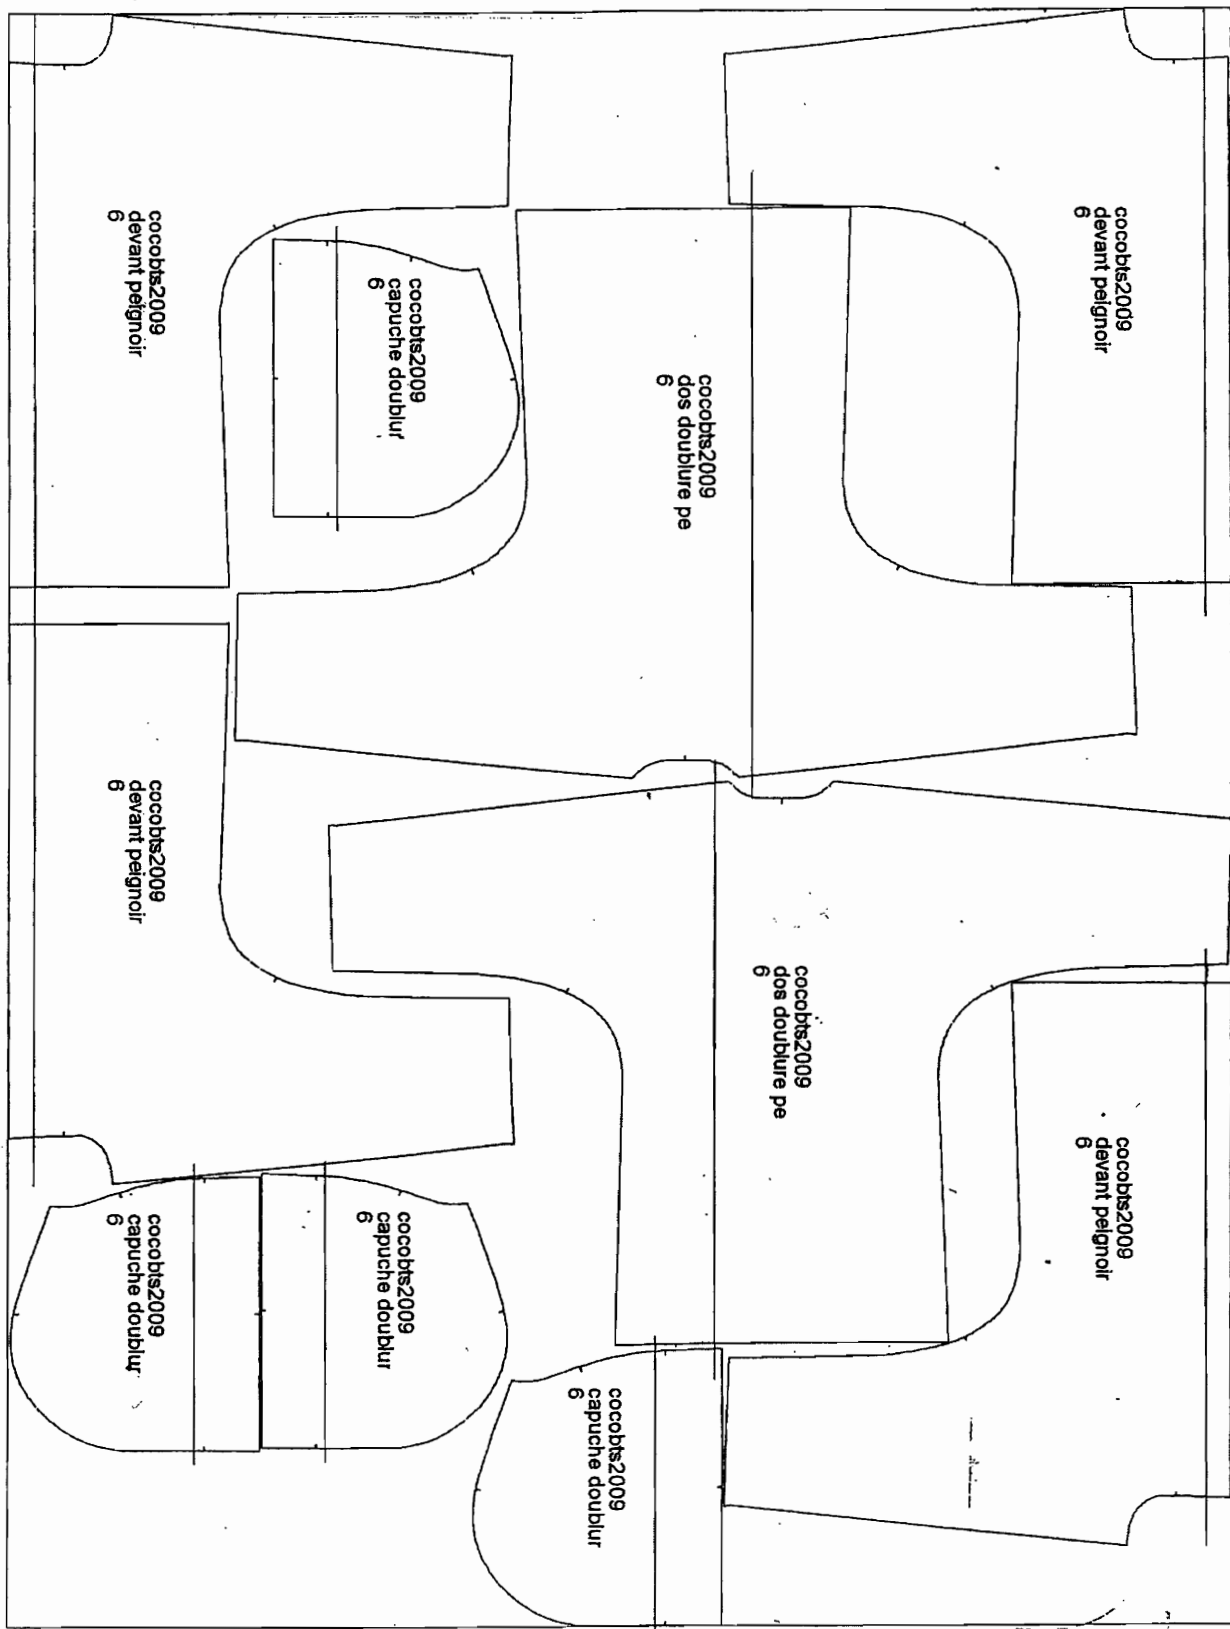 cocobts2009
devant peignoir
6
cocobts2009
capuche doublur
6
cocobts2009
dos doublure pe
6
cocobts2009
devant peignoir
6
cocobts2009
devant peignoir
6
cocobts2009
dos doublure pe
6
cocobts2009
devant peignoir
6
cocobts2009
capuche doublur
6
cocobts2009
capuche doublur
6
cocobts2009
capuche doublur
6